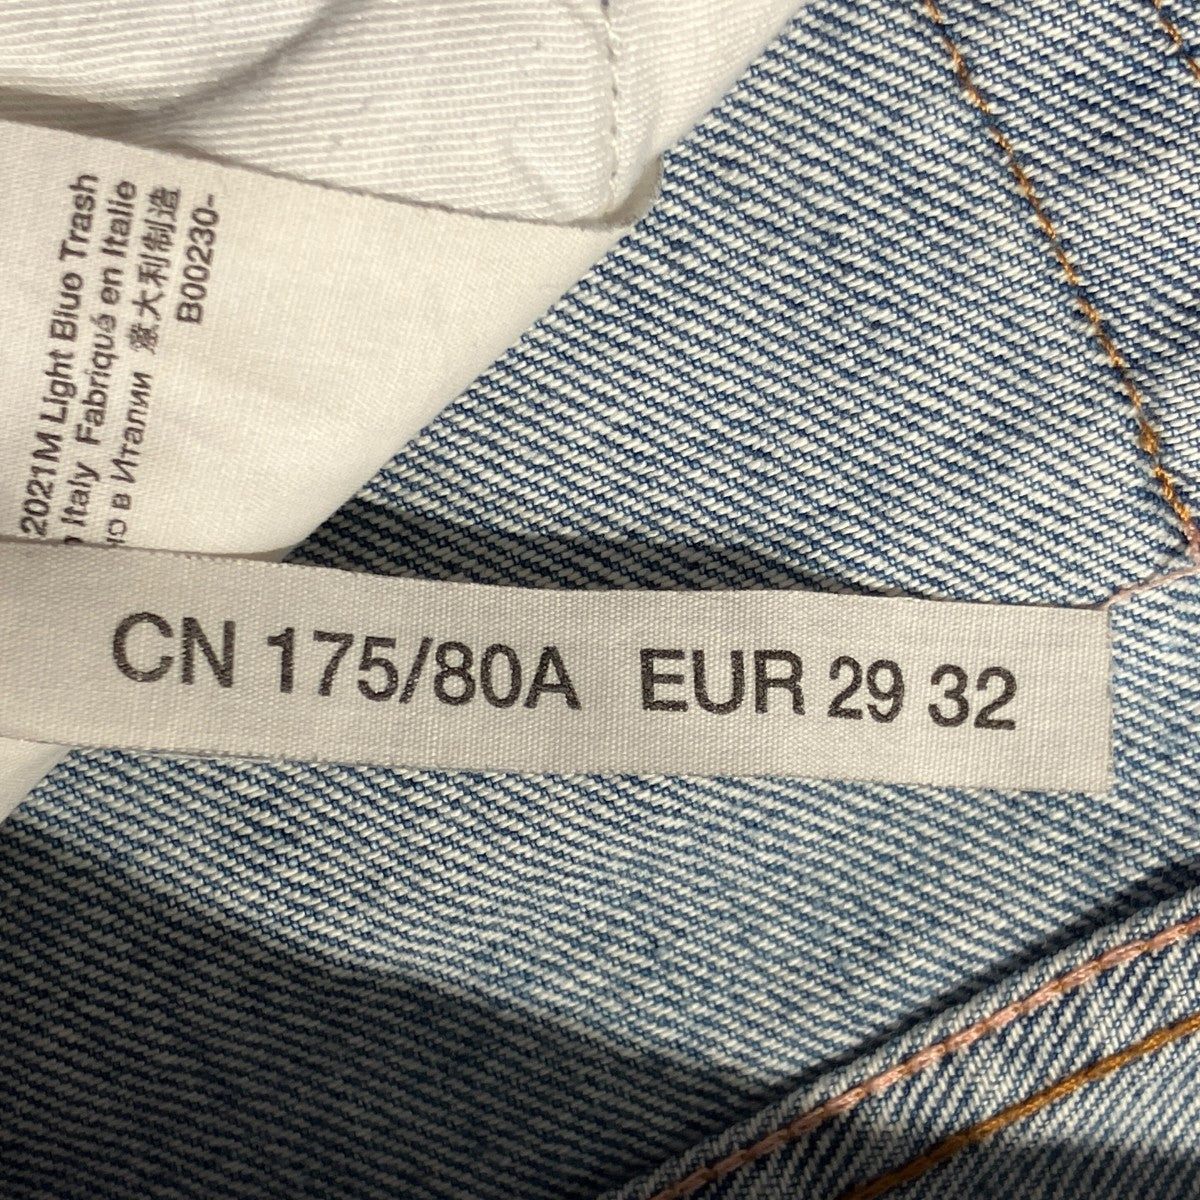 2021M Light Blue Trash
Italy Fabriqué en Italie
в Италии 意大利制造
B00230-
CN 175/80A EUR 29 32